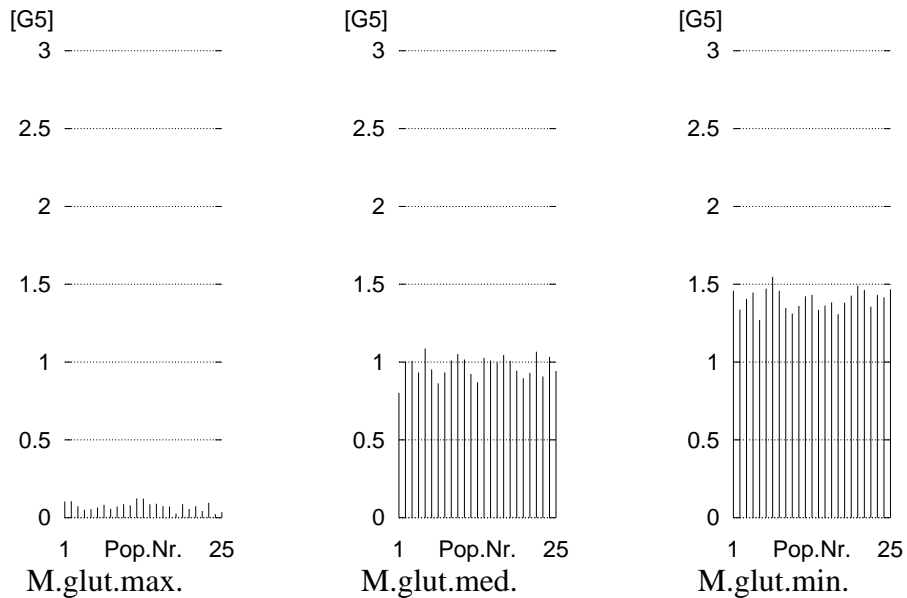 [G5] [G5] [G5]
3 3 3
2.5 2.5 2.5
2 2 2
1.5 1.5 1.5
1 1 1
0.5 0.5 0.5
0 0 0
1 Pop.Nr. 25 1 Pop.Nr. 25 1 Pop.Nr. 25
M.glut.max. M.glut.med. M.glut.min.